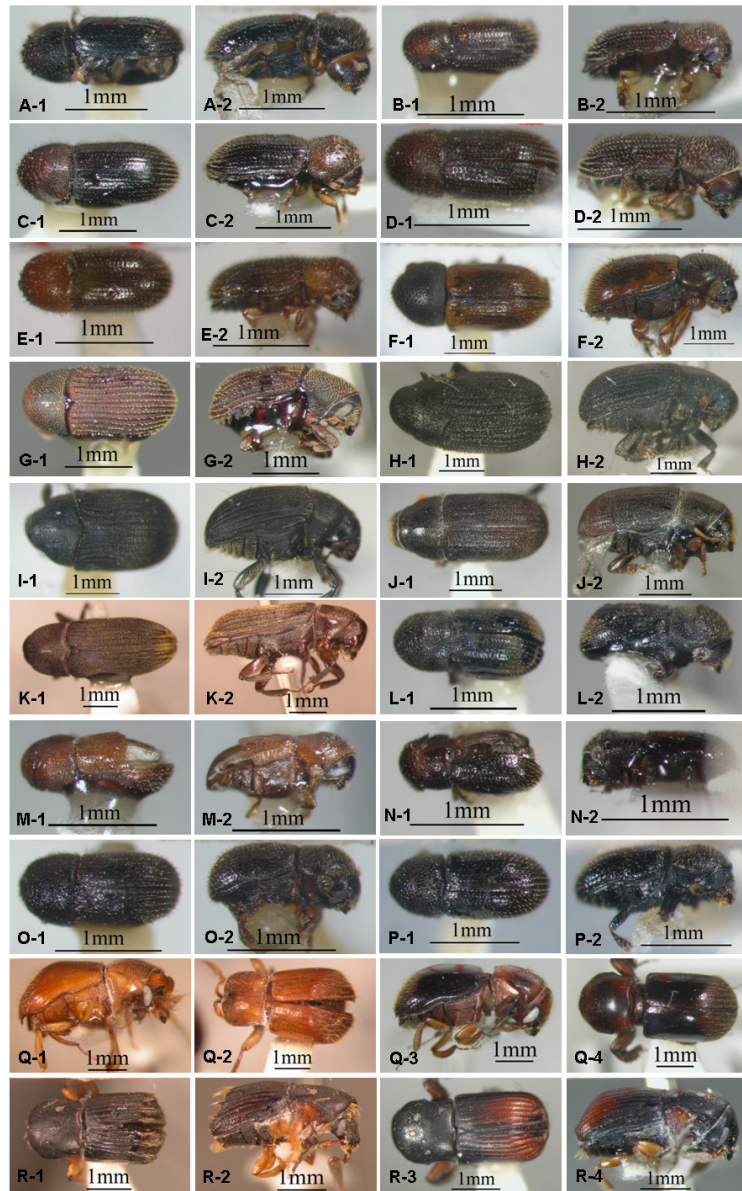 A-1 1mm
A-2 1mm
B-1 1mm
B-2 1mm
C-1 1mm
C-2 1mm
D-1 1mm
D-2 1mm
E-1 1mm
E-2 1mm
F-1 1mm
F-2 1mm
G-1 1mm
G-2 1mm
H-1 1mm
H-2 1mm
I-1 1mm
I-2 1mm
J-1 1mm
J-2 1mm
K-1 1mm
K-2 1mm
L-1 1mm
L-2 1mm
M-1 1mm
M-2 1mm
N-1 1mm
N-2 1mm
O-1 1mm
O-2 1mm
P-1 1mm
P-2 1mm
Q-1 1mm
Q-2 1mm
Q-3 1mm
Q-4 1mm
R-1 1mm
R-2 1mm
R-3 1mm
R-4 1mm